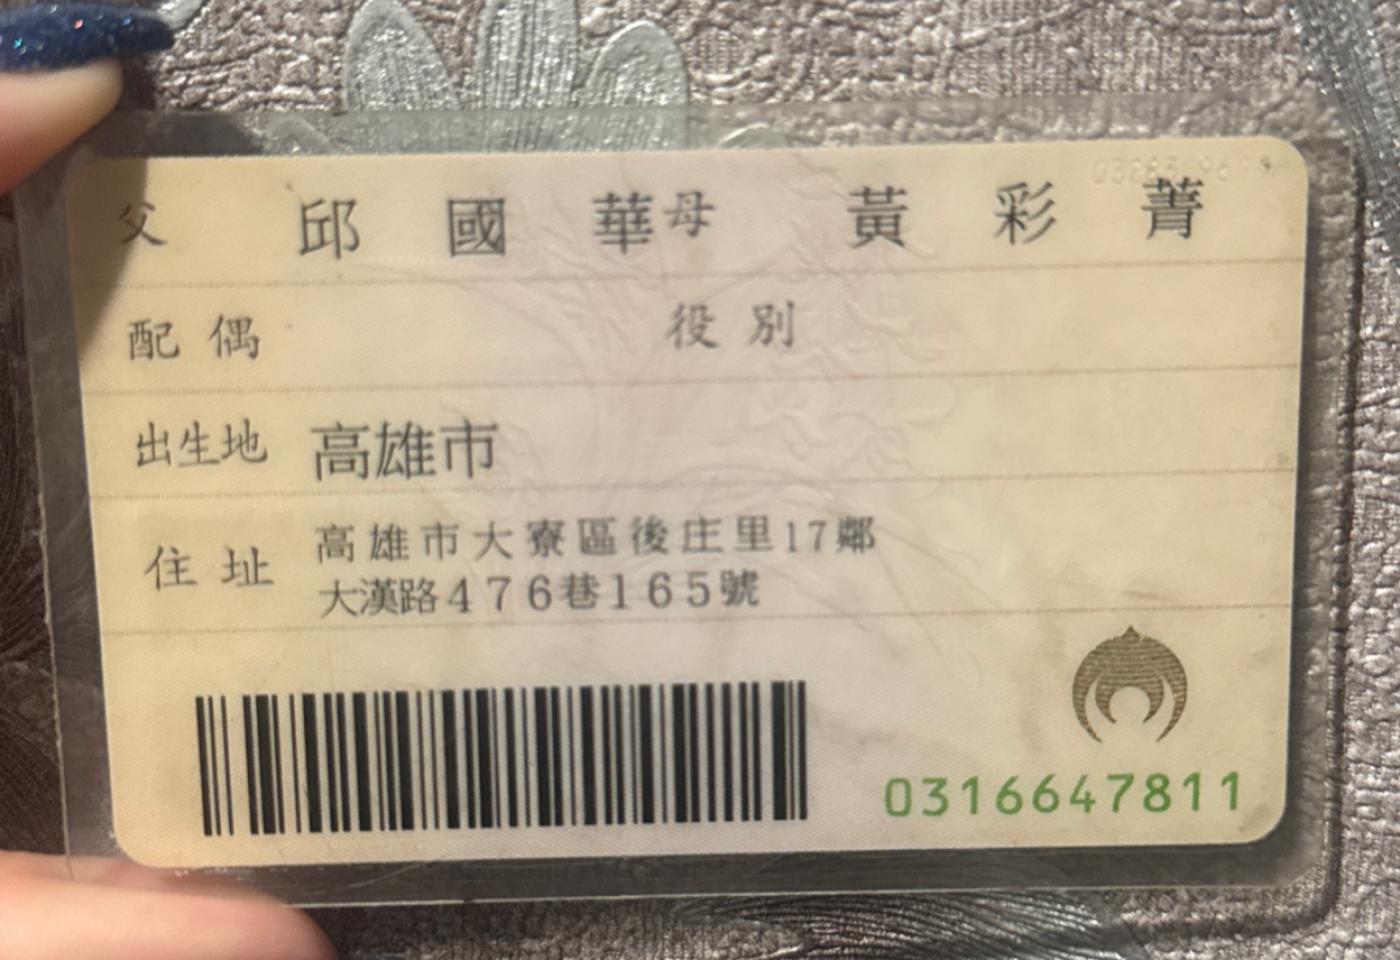 父 邱國華 母 黃彩菁
配偶 役別
出生地 高雄市
住址 高雄市大寮區後庄里17鄰
大漢路476巷165號
0316647811